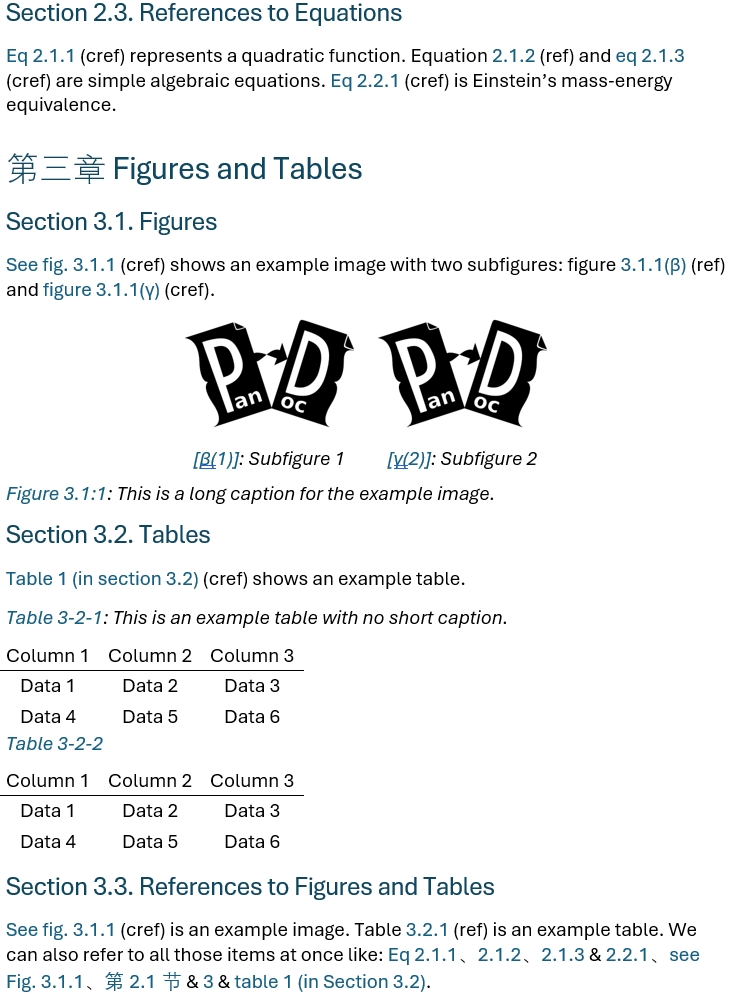 Section 2.3. References to Equations
Eq 2.1.1 (cref) represents a quadratic function. Equation 2.1.2 (ref) and eq 2.1.3
(cref) are simple algebraic equations. Eq 2.2.1 (cref) is Einstein’s mass-energy
equivalence.
第三章 Figures and Tables
Section 3.1. Figures
See fig. 3.1.1 (cref) shows an example image with two subfigures: figure 3.1.1(β) (ref)
and figure 3.1.1(γ) (cref).
Pan Doc Pan Doc
[β(1)]: Subfigure 1 [γ(2)]: Subfigure 2
Figure 3.1:1: This is a long caption for the example image.
Section 3.2. Tables
Table 1 (in section 3.2) (cref) shows an example table.
Table 3-2-1: This is an example table with no short caption.
Column 1 Column 2 Column 3
Data 1 Data 2 Data 3
Data 4 Data 5 Data 6
Table 3-2-2
Column 1 Column 2 Column 3
Data 1 Data 2 Data 3
Data 4 Data 5 Data 6
Section 3.3. References to Figures and Tables
See fig. 3.1.1 (cref) is an example image. Table 3.2.1 (ref) is an example table. We
can also refer to all those items at once like: Eq 2.1.1、2.1.2、2.1.3 & 2.2.1、see
Fig. 3.1.1、第 2.1 节 & 3 & table 1 (in Section 3.2).